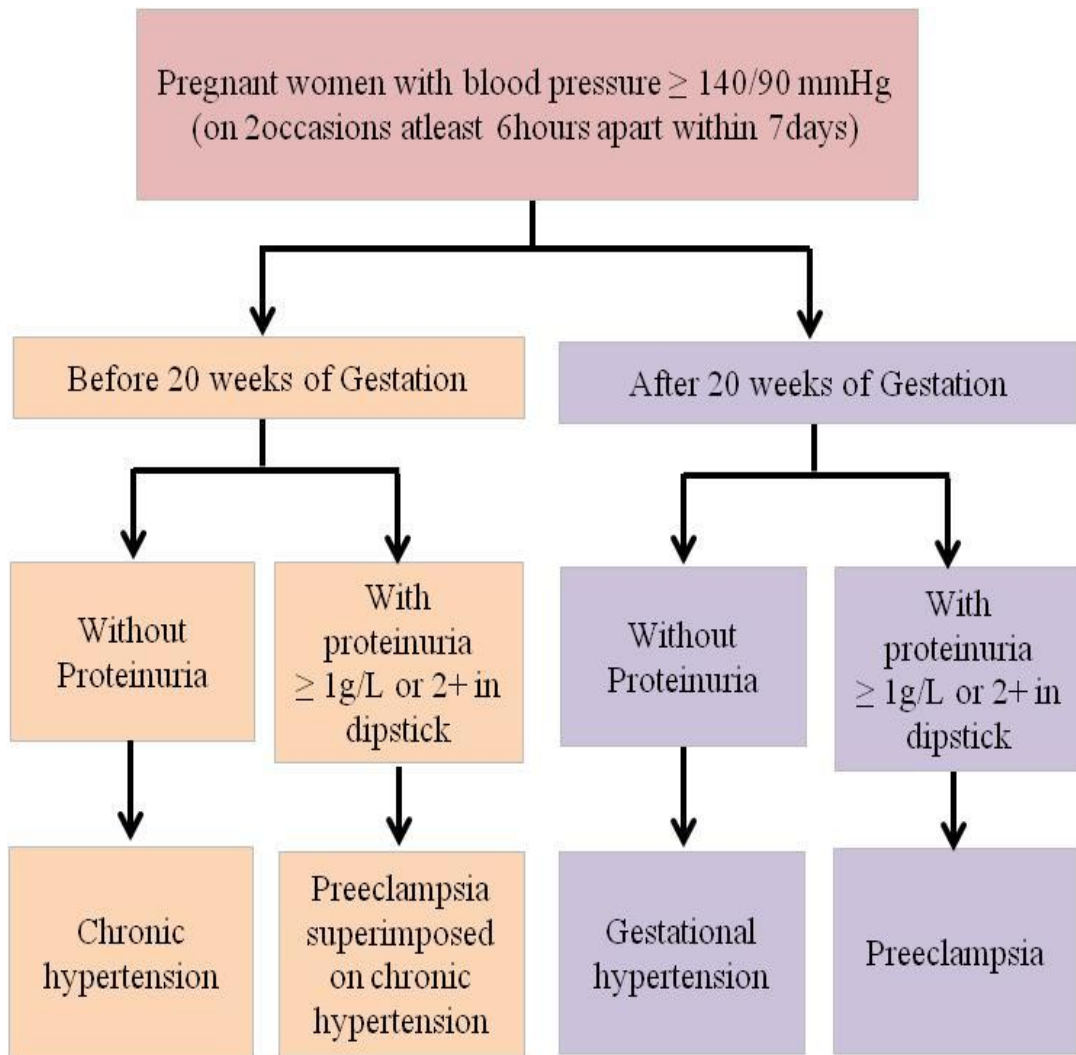 Pregnant women with blood pressure ≥ 140/90 mmHg
(on 2occasions atleast 6hours apart within 7days)
Before 20 weeks of Gestation
After 20 weeks of Gestation
Without
Proteinuria
With
proteinuria
≥ 1g/L or 2+ in
dipstick
Without
Proteinuria
With
proteinuria
≥ 1g/L or 2+ in
dipstick
Chronic
hypertension
Preeclampsia
superimposed
on chronic
hypertension
Gestational
hypertension
Preeclampsia